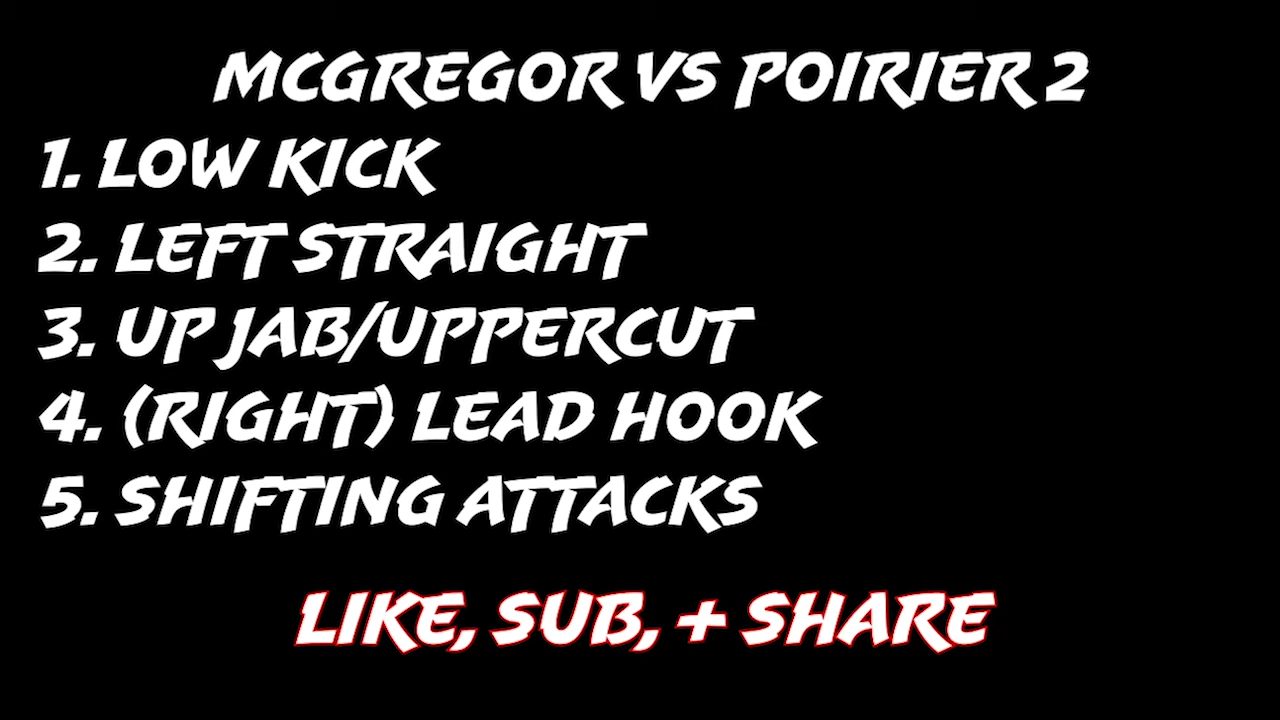 MCGREGOR VS POIRIER 2
1. LOW KICK
2. LEFT STRAIGHT
3. UP JAB/UPPERCUT
4. (RIGHT) LEAD HOOK
5. SHIFTING ATTACKS
LIKE, SUB, + SHARE